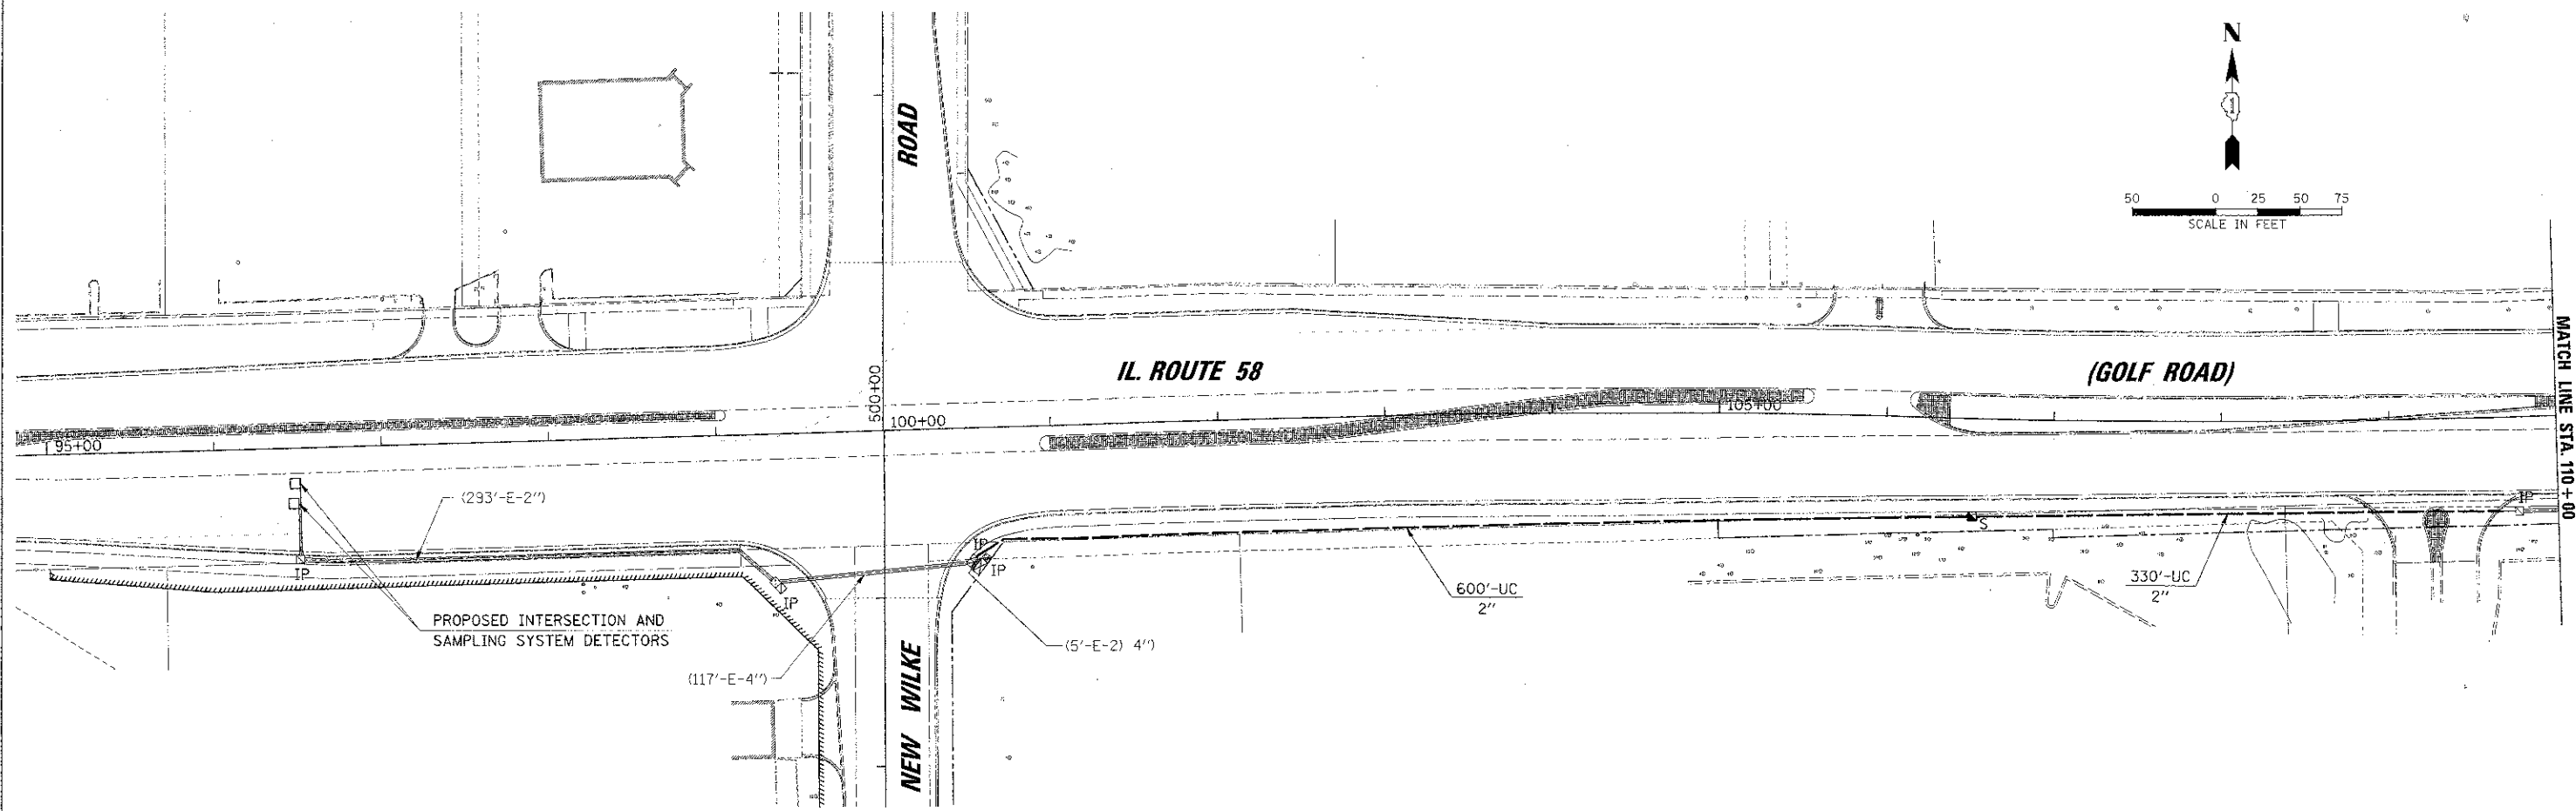 N
50 0 25 50 75
SCALE IN FEET
ROAD
IL. ROUTE 58
(GOLF ROAD)
MATCH LINE STA. 110 + 00
500+00
95+00
100+00
105+00
(293'-E-2")
IP
IP
IP
IP
IP
S
PROPOSED INTERSECTION AND
SAMPLING SYSTEM DETECTORS
(117'-E-4")
NEW WILKE
(5'-E-2) 4")
600'-UC
2"
330'-UC
2"